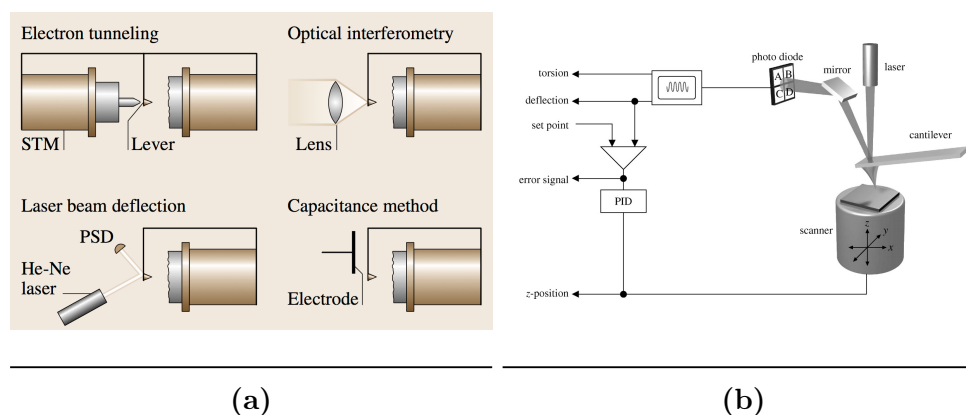 Electron tunneling
STM
Lever
Optical interferometry
Lens
Laser beam deflection
PSD
He-Ne
laser
Capacitance method
Electrode
(a)
laser
photo diode
mirror
A B
C D
torsion
deflection
set point
cantilever
error signal
PID
scanner
z
y
x
z-position
(b)